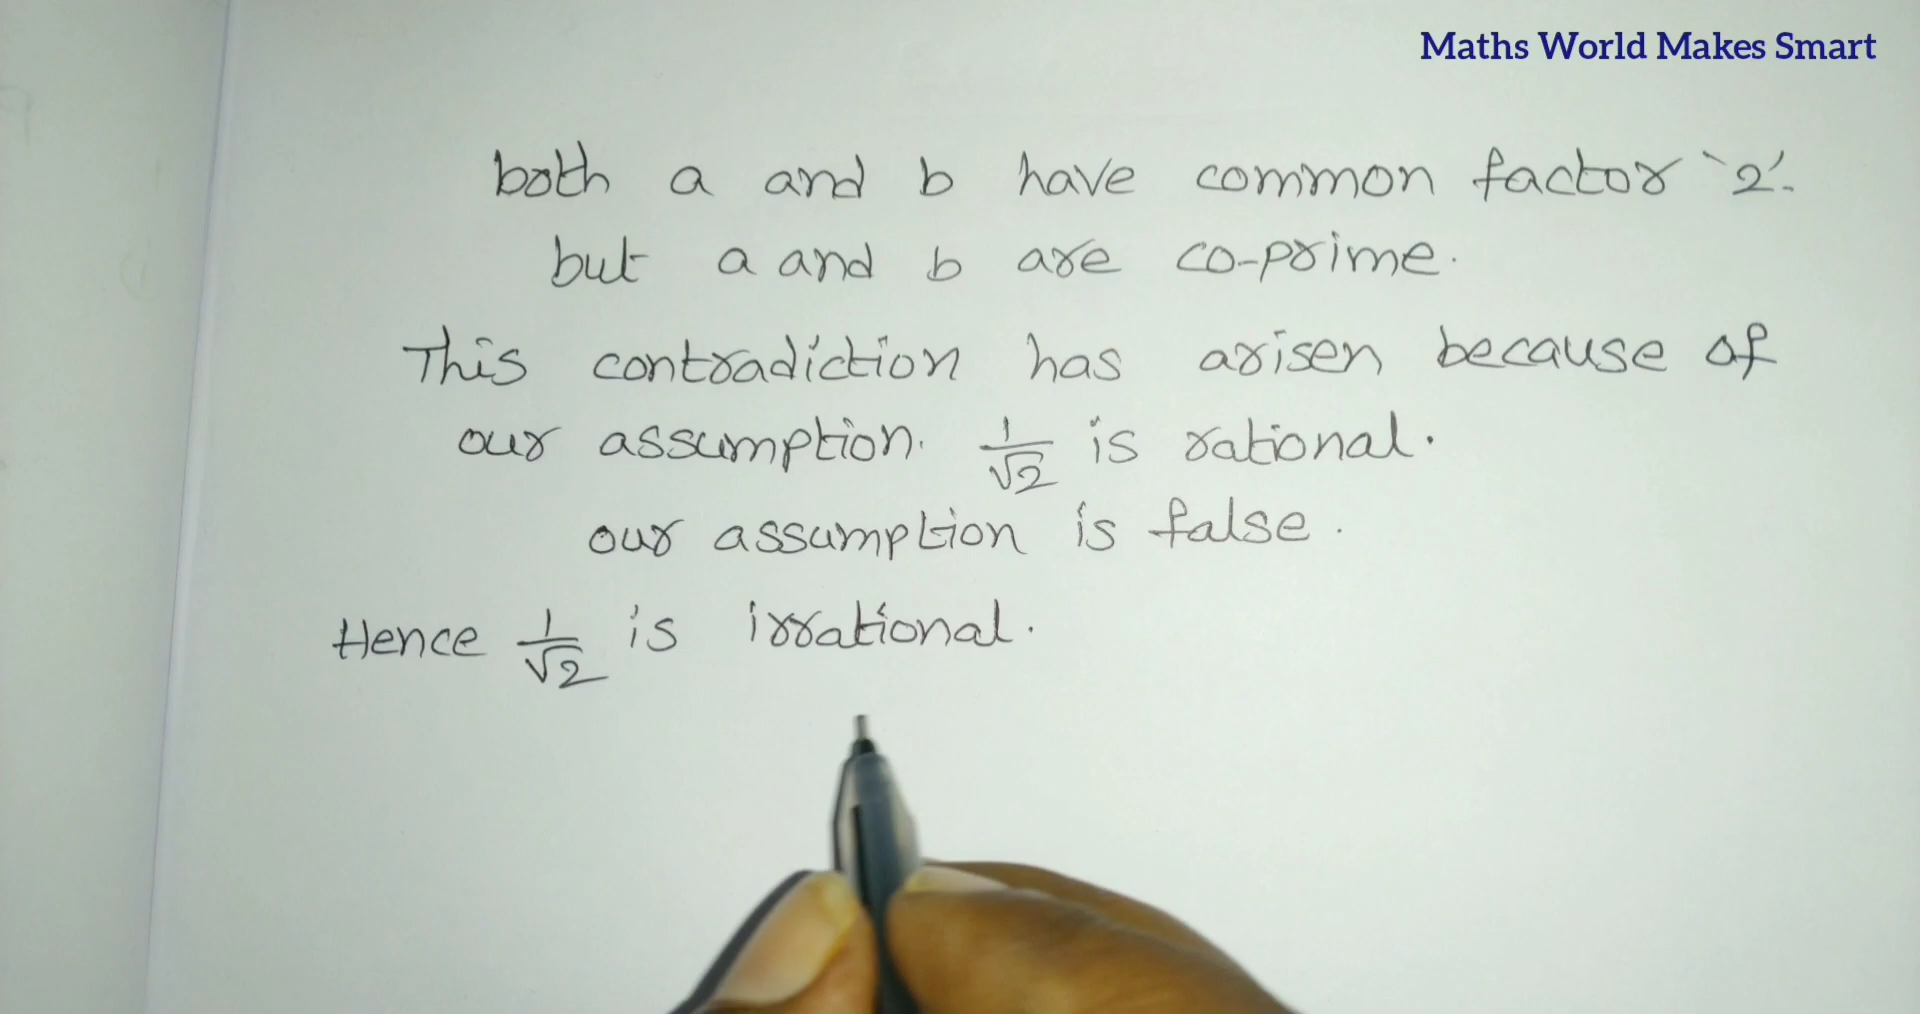 Maths World Makes Smart
both a and b have common factor `2'.
but a and b are co-prime.
This contradiction has arisen because of
our assumption. 1/√2 is rational.
our assumption is false.
Hence 1/√2 is irrational.